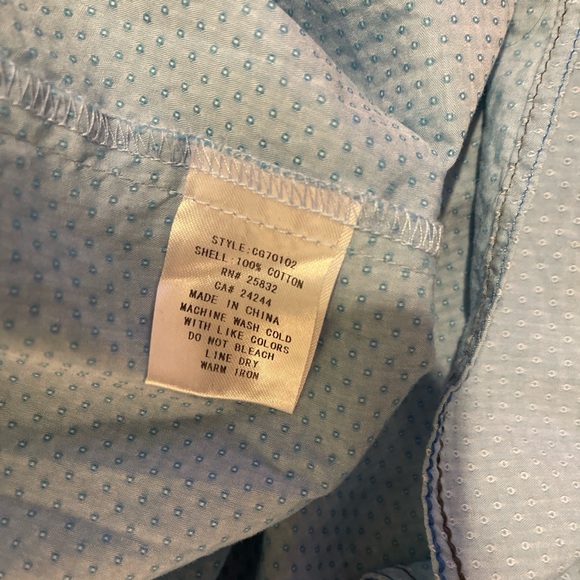 STYLE:CG70102
SHELL:100% COTTON
RN# 25832
CA# 24244
MADE IN CHINA
MACHINE WASH COLD
WITH LIKE COLORS
DO NOT BLEACH
LINE DRY
WARM IRON